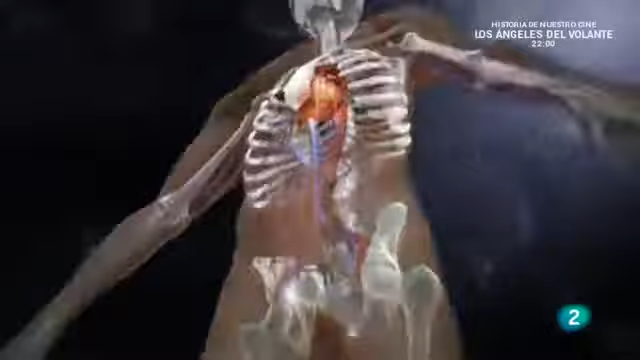 HISTORIA DE NUESTRO CINE
LOS ÁNGELES DEL VOLANTE
22:00
2